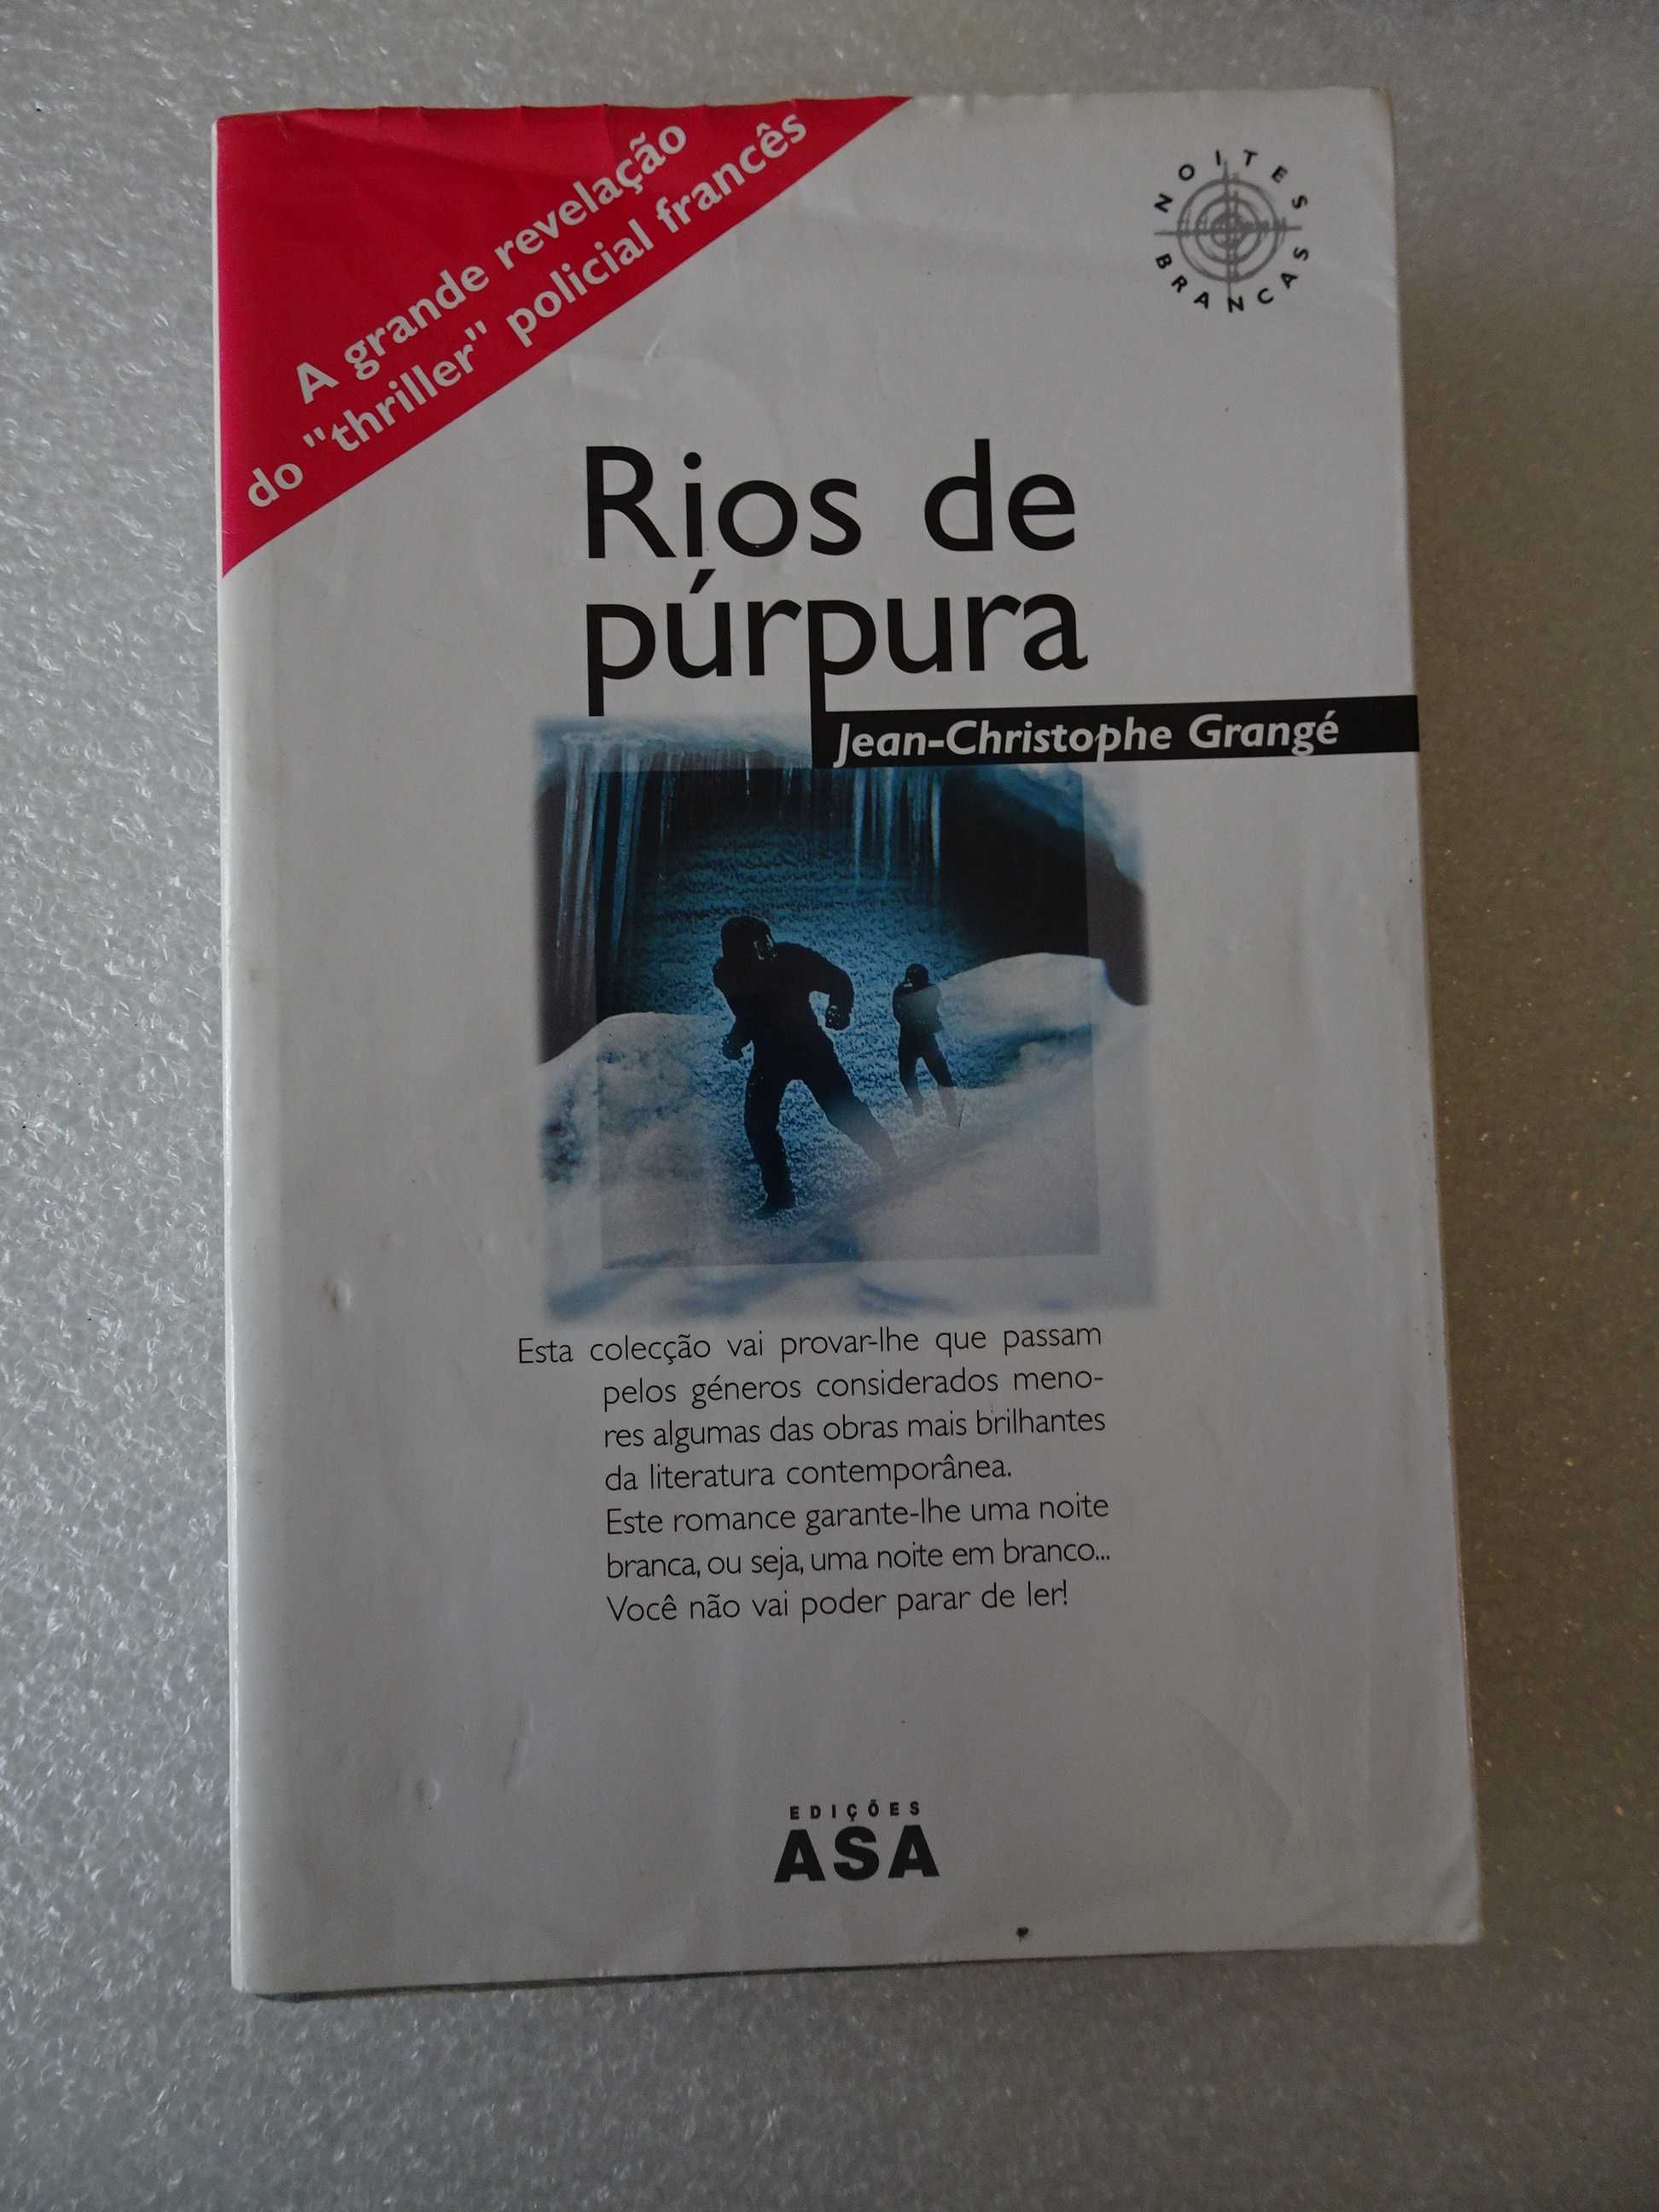 A grande revelação
do "thriller" policial francês
NOITES
BRANCAS
Rios de
púrpura
Jean-Christophe Grangé
Esta colecção vai provar-lhe que passam
pelos géneros considerados meno-
res algumas das obras mais brilhantes
da literatura contemporânea.
Este romance garante-lhe uma noite
branca, ou seja, uma noite em branco...
Você não vai poder parar de ler!
EDIÇÕES
ASA